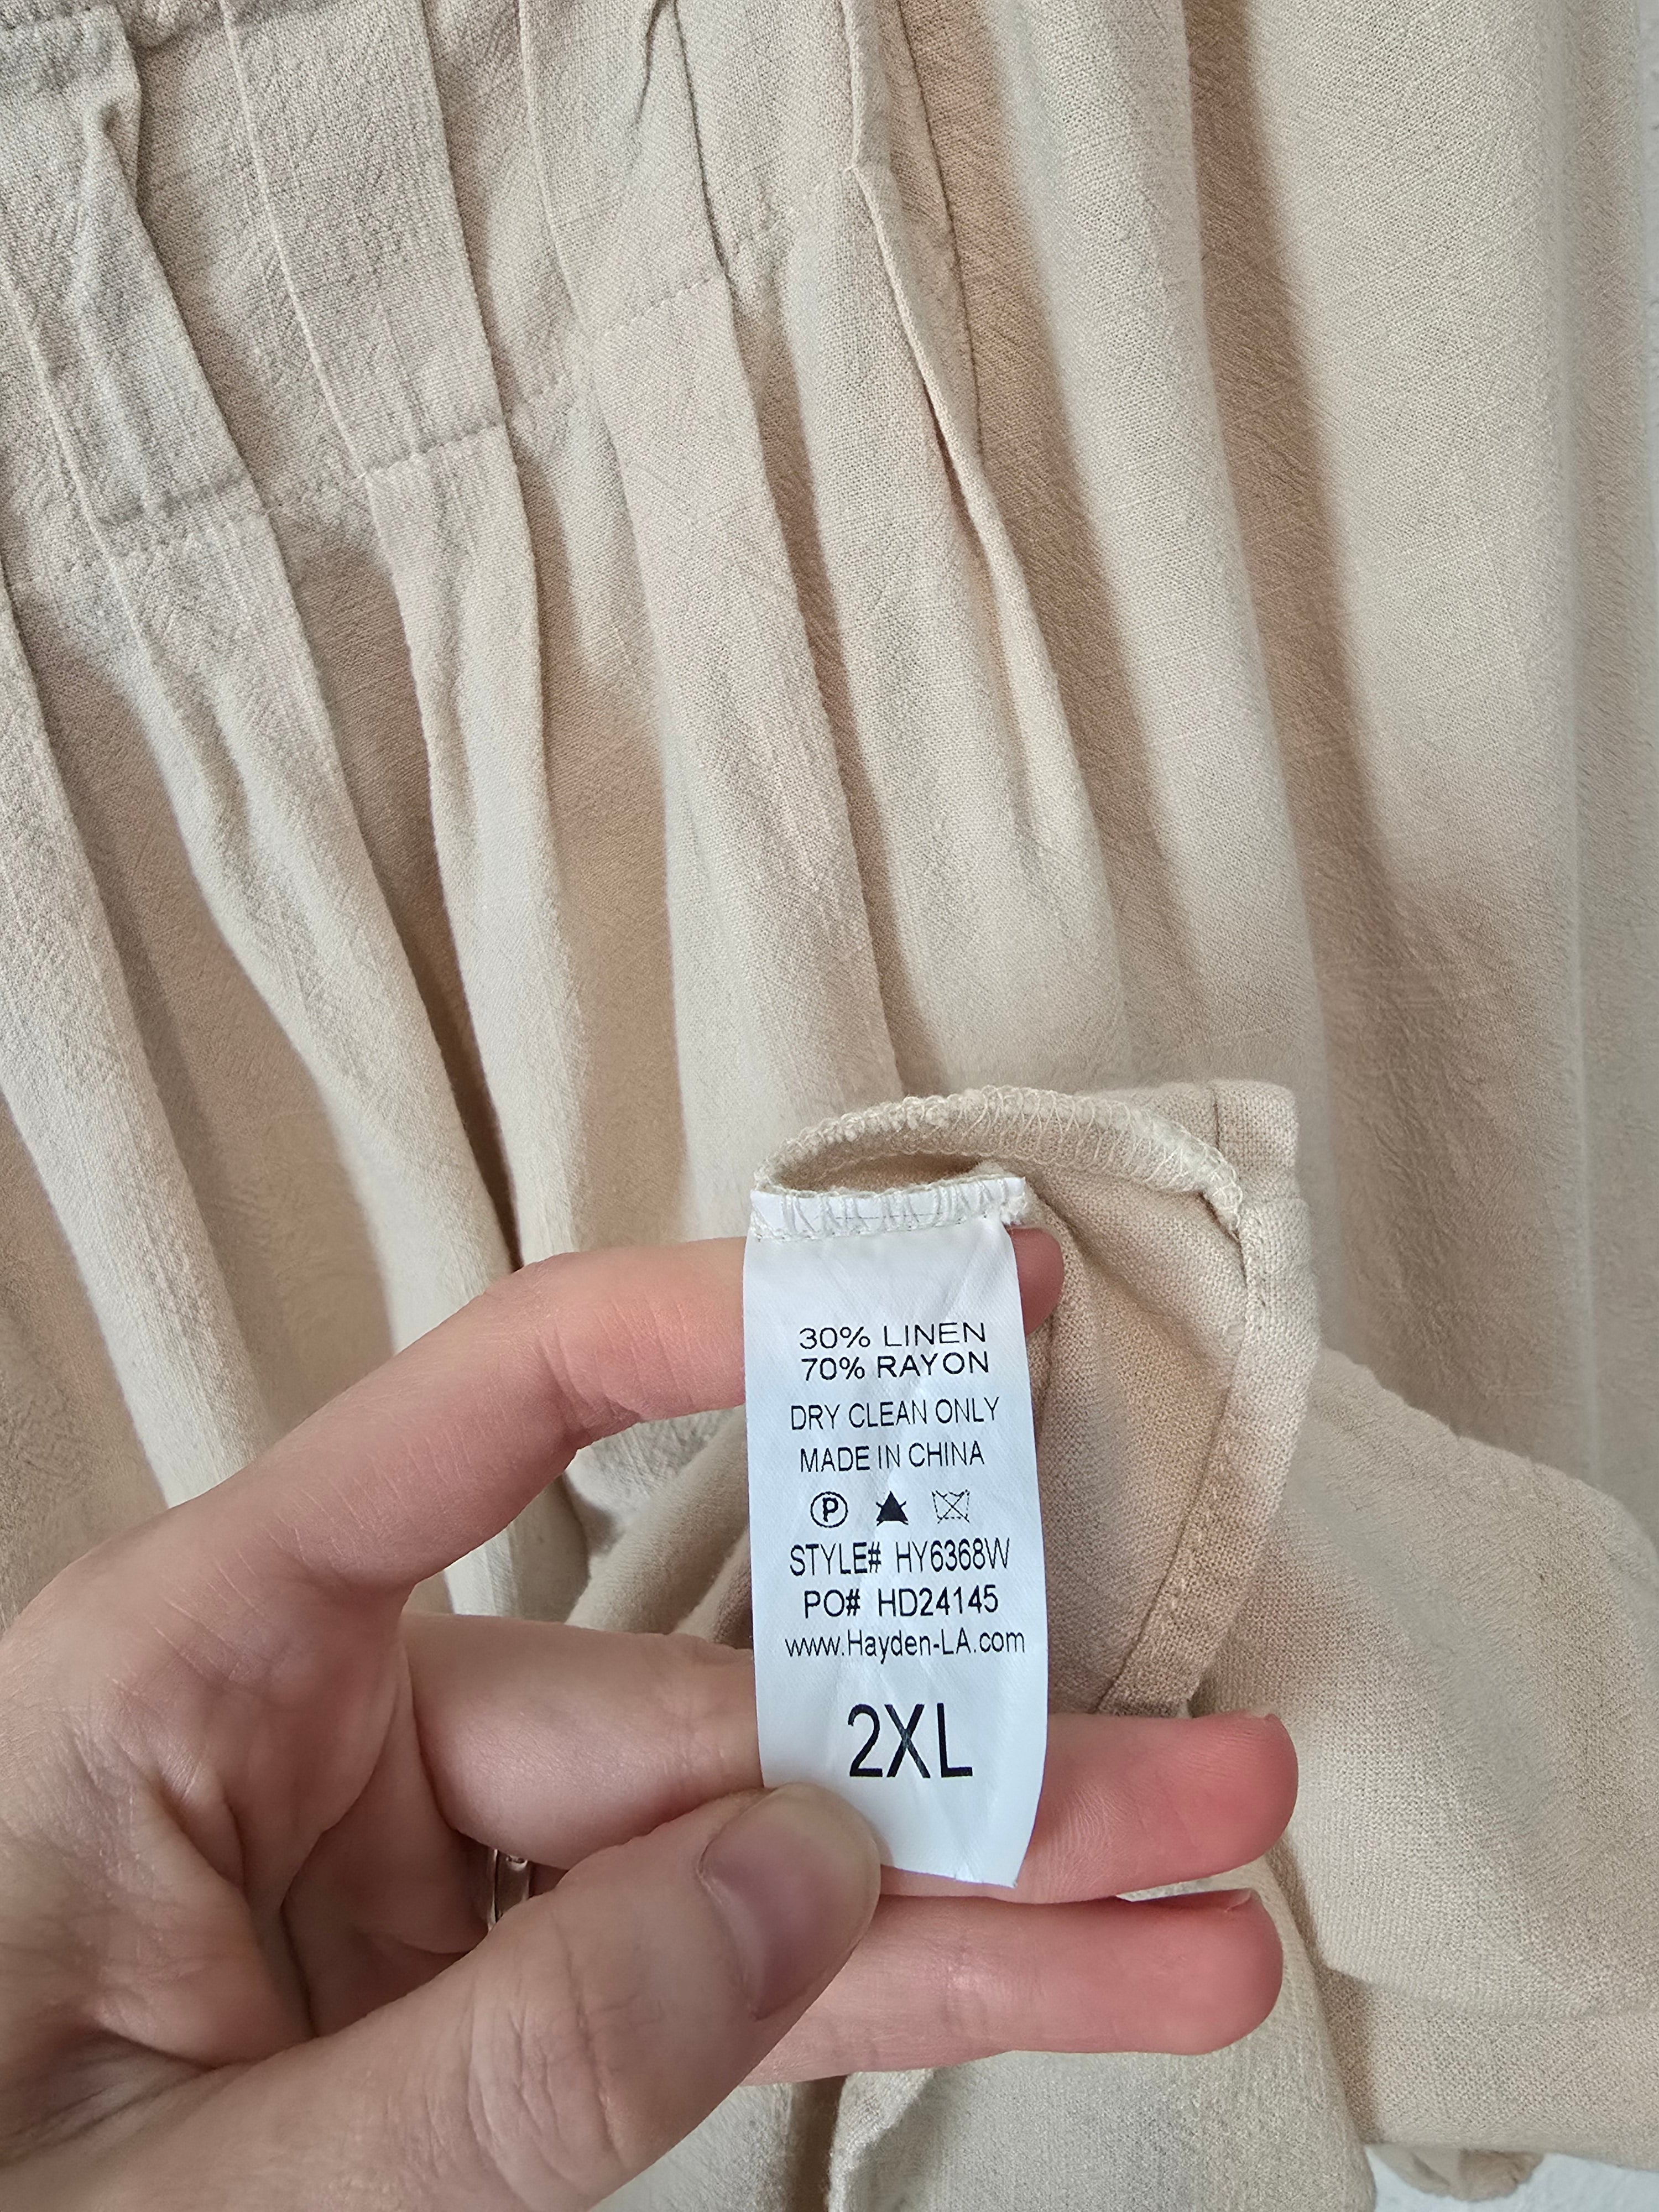 30% LINEN
70% RAYON
DRY CLEAN ONLY
MADE IN CHINA
P
STYLE# HY6368W
PO# HD24145
www.Hayden-LA.com
2XL